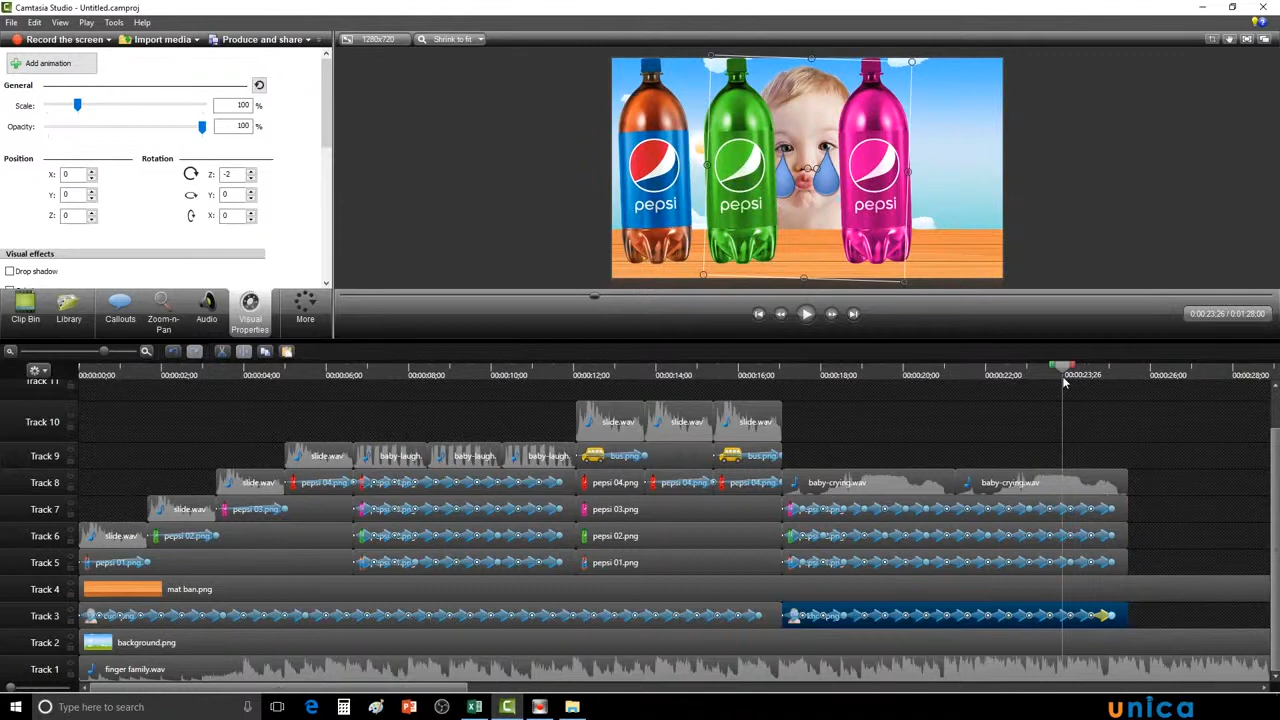 Camtasia Studio - Untitled.camproj
File Edit View Play Tools Help
Record the screen Import media Produce and share
1280x720 Shrink to fit
Add animation
General
Scale: 100 %
Opacity: 100 %
Position Rotation
X: 0 Z: -2
Y: 0 Y: 0
Z: 0 X: 0
Visual effects
Drop shadow
pepsi pepsi pepsi
Clip Bin Library Callouts Zoom-n-Pan Audio Visual Properties More
0:00:23;26 / 0:01:28;00
00:00:00;00 00:00:02;00 00:00:04;00 00:00:06;00 00:00:08;00 00:00:10;00 00:00:12;00 00:00:14;00 00:00:16;00 00:00:18;00 00:00:20;00 00:00:22;00 00:00:23;26 00:00:26;00 00:00:28;00
Track 11
Track 10 slide.wav slide.wav slide.wav
Track 9 slide.wav baby-laugh. baby-laugh. baby-laugh. bus.png bus.png
Track 8 slide.wav pepsi 04.png pepsi 04.png pepsi 04.png pepsi 04.png baby-crying.wav baby-crying.wav
Track 7 slide.wav pepsi 03.png pepsi 03.png
Track 6 slide.wav pepsi 02.png pepsi 02.png
Track 5 pepsi 01.png pepsi 01.png
Track 4 mat ban.png
Track 3
Track 2 background.png
Track 1 finger family.wav
Type here to search
unica